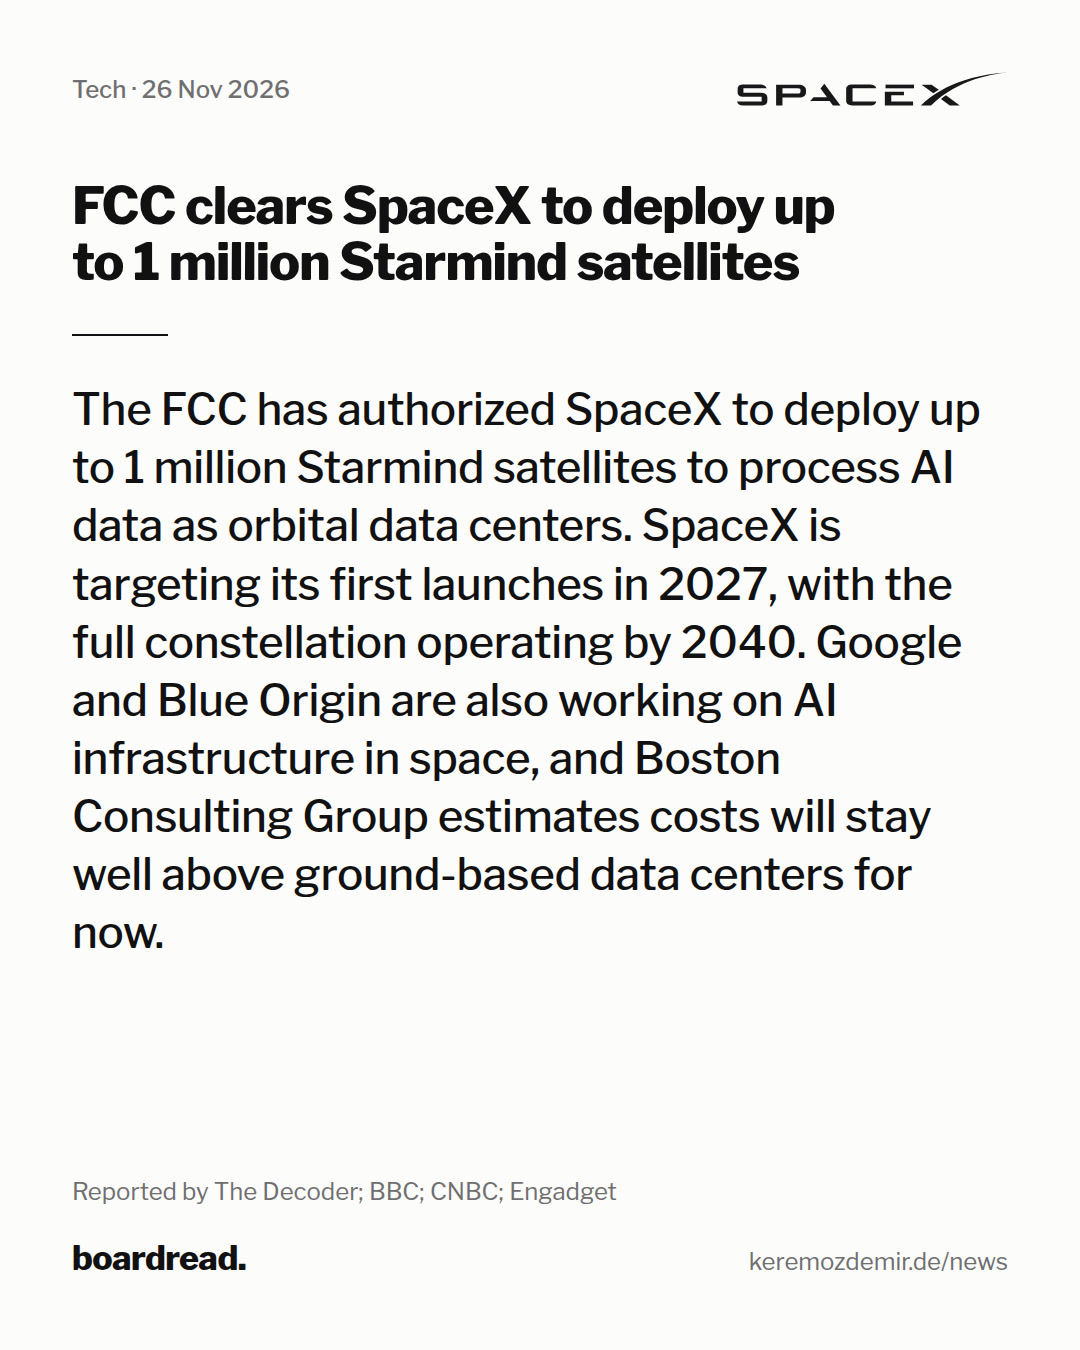 Tech · 26 Nov 2026
SPACEX
FCC clears SpaceX to deploy up
to 1 million Starmind satellites
The FCC has authorized SpaceX to deploy up
to 1 million Starmind satellites to process AI
data as orbital data centers. SpaceX is
targeting its first launches in 2027, with the
full constellation operating by 2040. Google
and Blue Origin are also working on AI
infrastructure in space, and Boston
Consulting Group estimates costs will stay
well above ground-based data centers for
now.
Reported by The Decoder; BBC; CNBC; Engadget
boardread.
keremozdemir.de/news